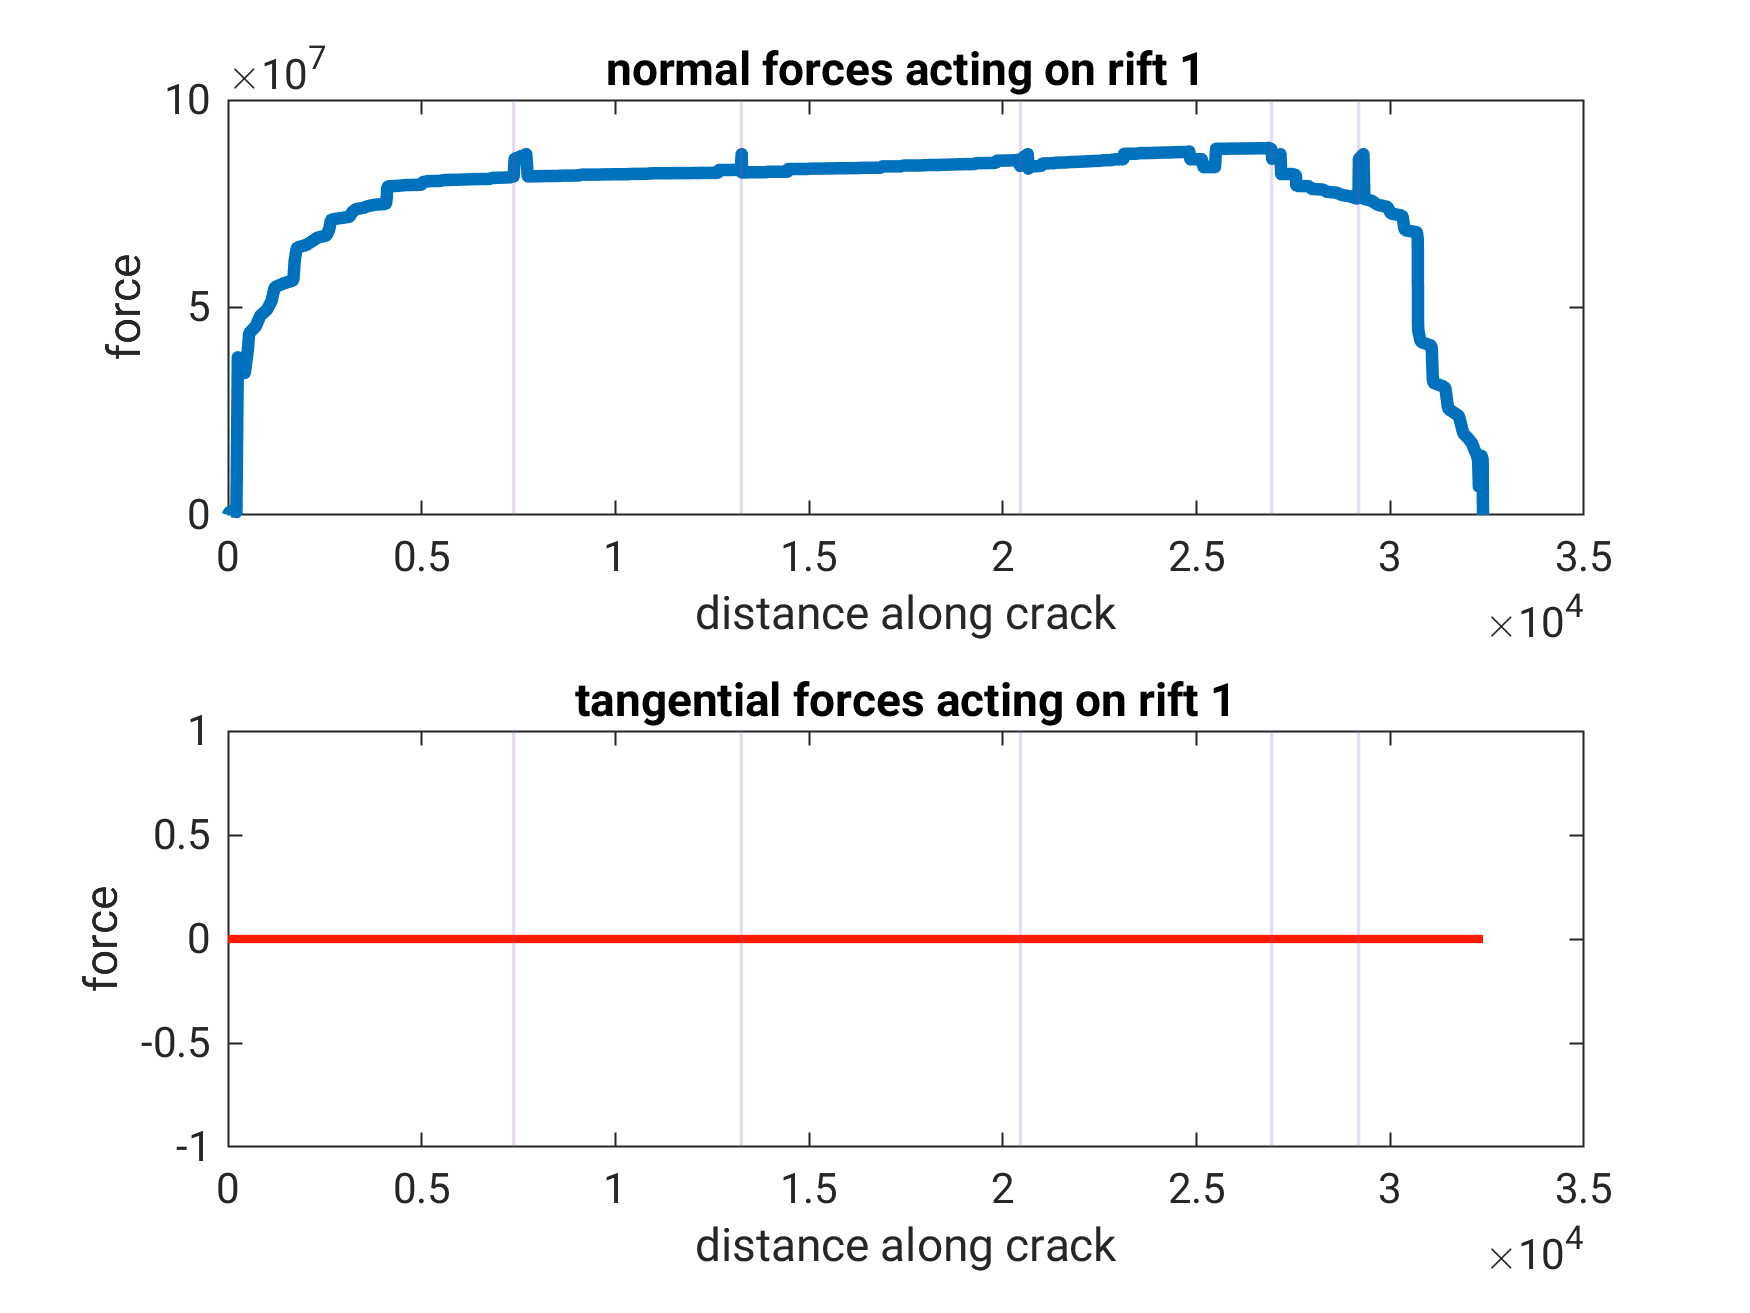 normal forces acting on rift 1
×10^7
10
5
0
force
0 0.5 1 1.5 2 2.5 3 3.5
distance along crack
×10^4
tangential forces acting on rift 1
1
0.5
0
-0.5
-1
force
0 0.5 1 1.5 2 2.5 3 3.5
distance along crack
×10^4